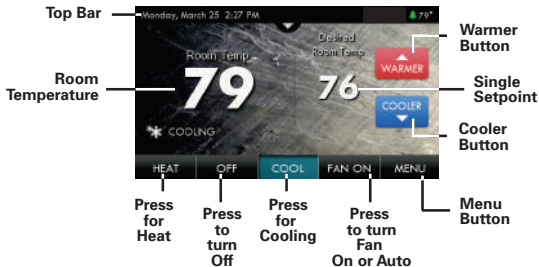 Top Bar
Monday, March 25 2:27 PM
79°
Desired
Room Temp
Room Temp
79
76
WARMER
COOLER
COOLING
HEAT
OFF
COOL
FAN ON
MENU
Warmer
Button
Room
Temperature
Single
Setpoint
Cooler
Button
Press
for
Heat
Press
to
turn
Off
Press
for
Cooling
Press
to turn
Fan
On or Auto
Menu
Button